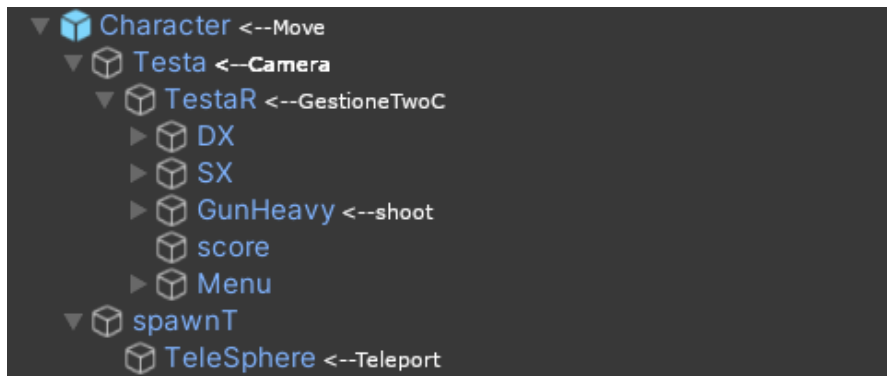 Character <--Move
Testa <--Camera
TestaR <--GestioneTwoC
DX
SX
GunHeavy <--shoot
score
Menu
spawnT
TeleSphere <--Teleport